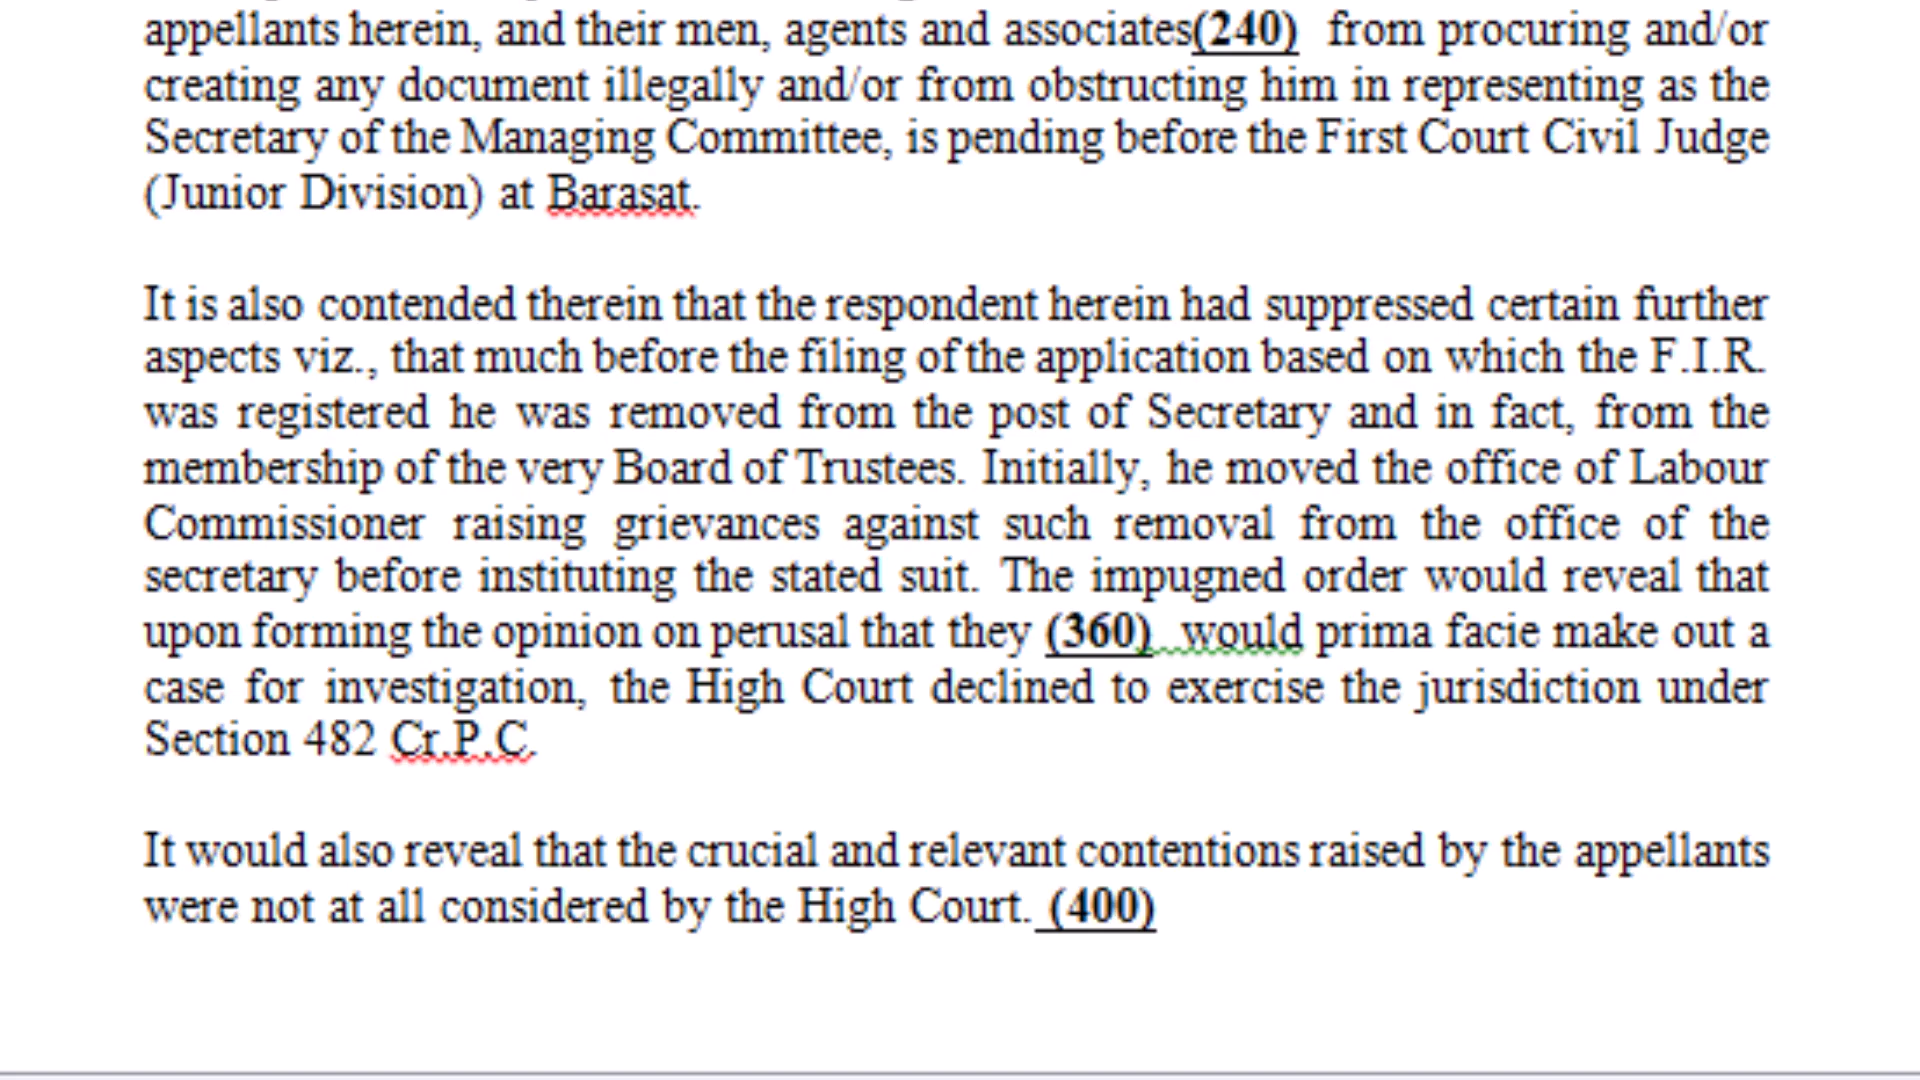 appellants herein, and their men, agents and associates(240) from procuring and/or
creating any document illegally and/or from obstructing him in representing as the
Secretary of the Managing Committee, is pending before the First Court Civil Judge
(Junior Division) at Barasat.
It is also contended therein that the respondent herein had suppressed certain further
aspects viz., that much before the filing of the application based on which the F.I.R.
was registered he was removed from the post of Secretary and in fact, from the
membership of the very Board of Trustees. Initially, he moved the office of Labour
Commissioner raising grievances against such removal from the office of the
secretary before instituting the stated suit. The impugned order would reveal that
upon forming the opinion on perusal that they (360) would prima facie make out a
case for investigation, the High Court declined to exercise the jurisdiction under
Section 482 Cr.P.C.
It would also reveal that the crucial and relevant contentions raised by the appellants
were not at all considered by the High Court. (400)